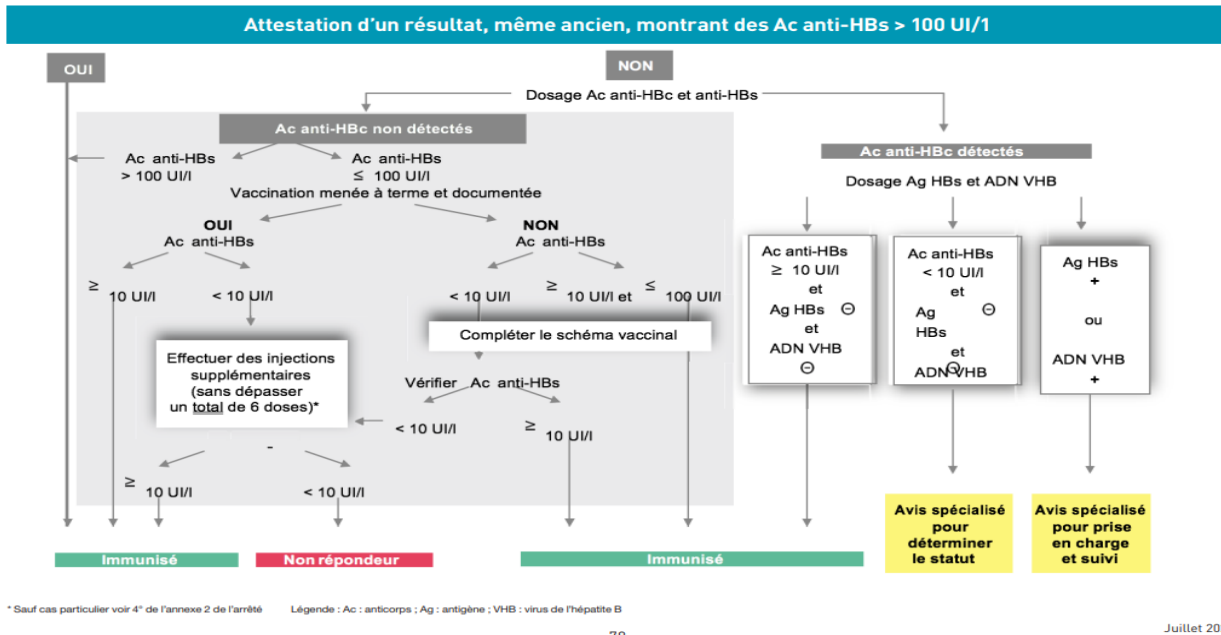 Attestation d'un résultat, même ancien, montrant des Ac anti-HBs > 100 UI/1
OUI
NON
Dosage Ac anti-HBc et anti-HBs
Ac anti-HBc non détectés
Ac anti-HBc détectés
Ac anti-HBs
> 100 UI/l
Ac anti-HBs
≤ 100 UI/l
Vaccination menée à terme et documentée
Dosage Ag HBs et ADN VHB
OUI
Ac anti-HBs
NON
Ac anti-HBs
≥ 10 UI/l
< 10 UI/l
< 10 UI/l
≥ 10 UI/l et
≤ 100 UI/l
Effectuer des injections
supplémentaires
(sans dépasser
un total de 6 doses)*
Compléter le schéma vaccinal
Vérifier Ac anti-HBs
< 10 UI/l
≥ 10 UI/l
-
≥ 10 UI/l
< 10 UI/l
Ac anti-HBs
≥ 10 UI/l
et
Ag HBs ⊖
et
ADN VHB
⊖
Ac anti-HBs
< 10 UI/l
et
Ag ⊖
HBs
et
ADN VHB
⊖
Ag HBs
+
ou
ADN VHB
+
Immunisé
Non répondeur
Immunisé
Avis spécialisé
pour
déterminer
le statut
Avis spécialisé
pour prise
en charge
et suivi
* Sauf cas particulier voir 4° de l'annexe 2 de l'arrêté Légende : Ac : anticorps ; Ag : antigène ; VHB : virus de l'hépatite B
Juillet 20